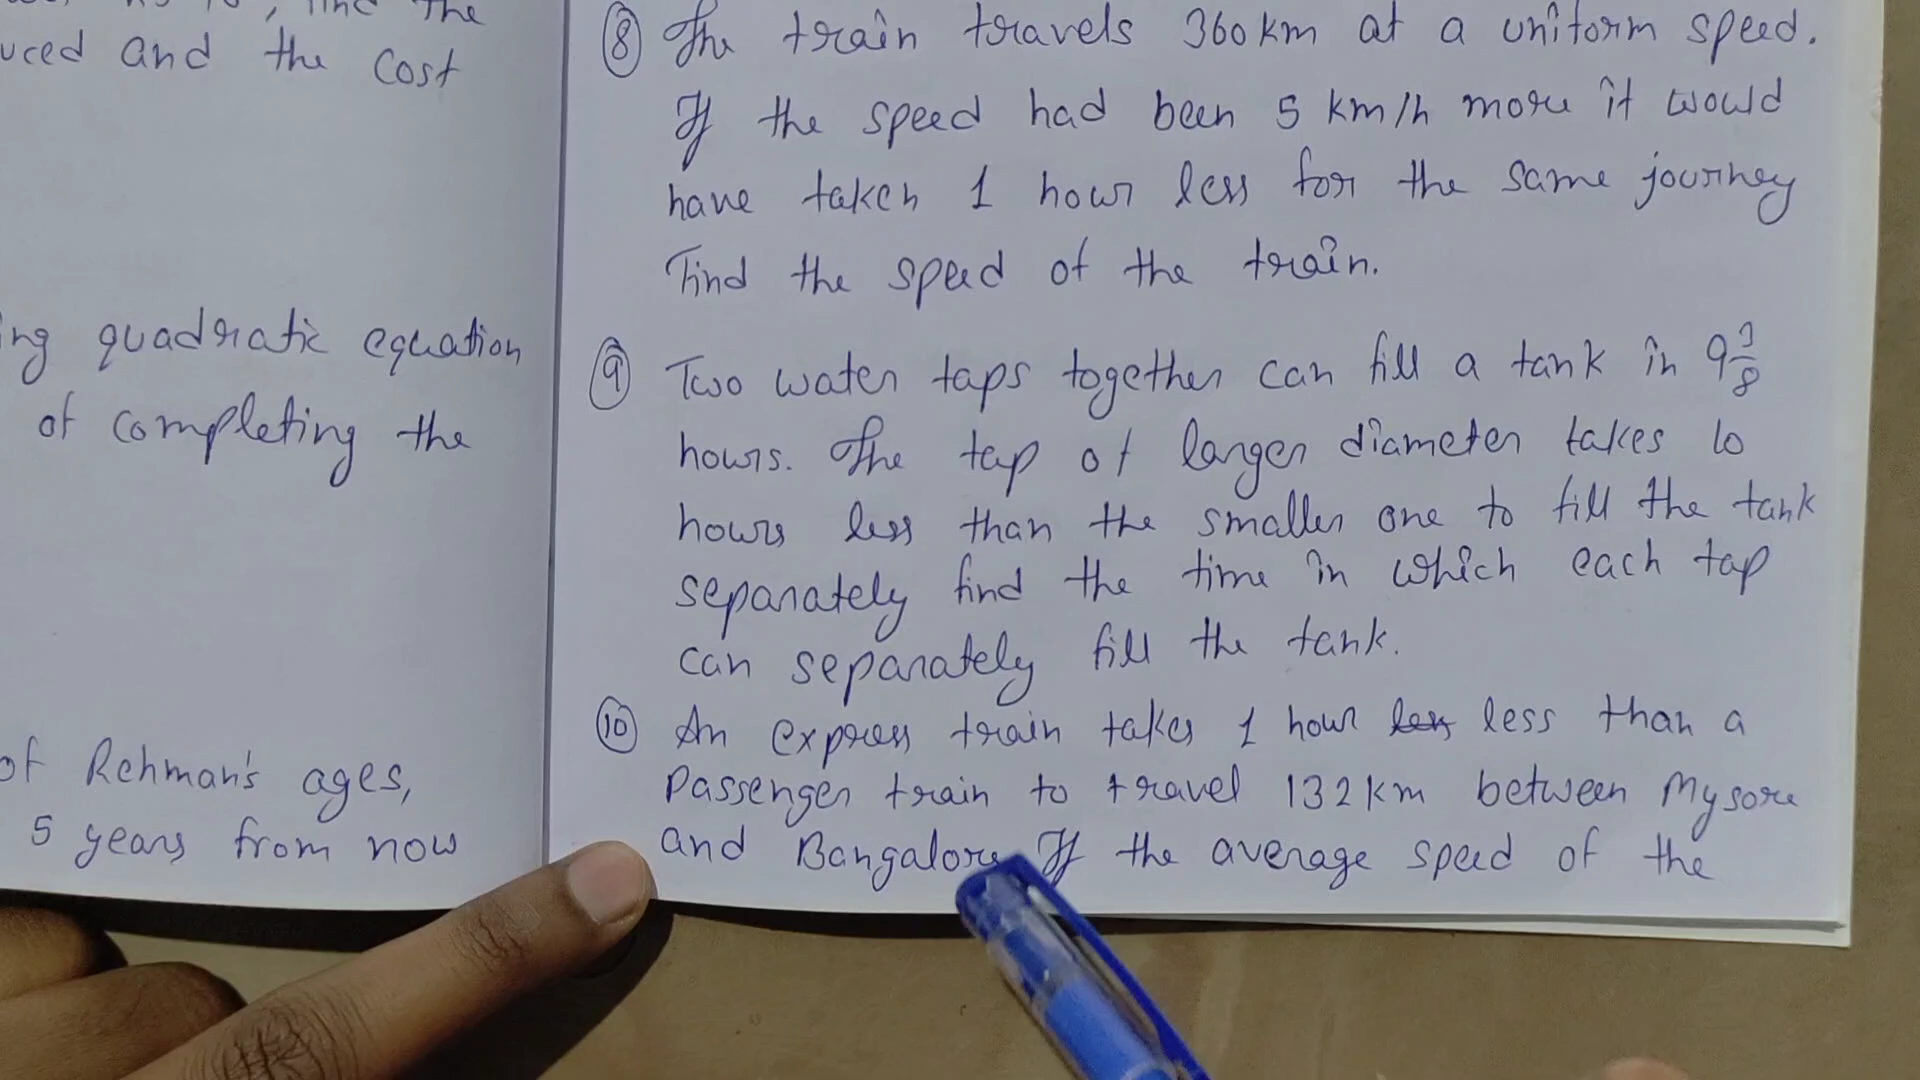 the
uced and the cost
ing quadratic equation
of completing the
of Rehman's ages,
5 years from now
⑧ The train travels 360km at a uniform speed.
If the speed had been 5 km/h more it would
have taken 1 hour less for the same journey
Find the speed of the train.
⑨ Two water taps together can fill a tank in 9 3/8
hours. The tap of larger diameter takes 10
hours less than the smaller one to fill the tank
separately find the time in which each tap
can separately fill the tank.
⑩ An express train takes 1 hour less less than a
Passenger train to travel 132km between Mysore
and Bangalore If the average speed of the